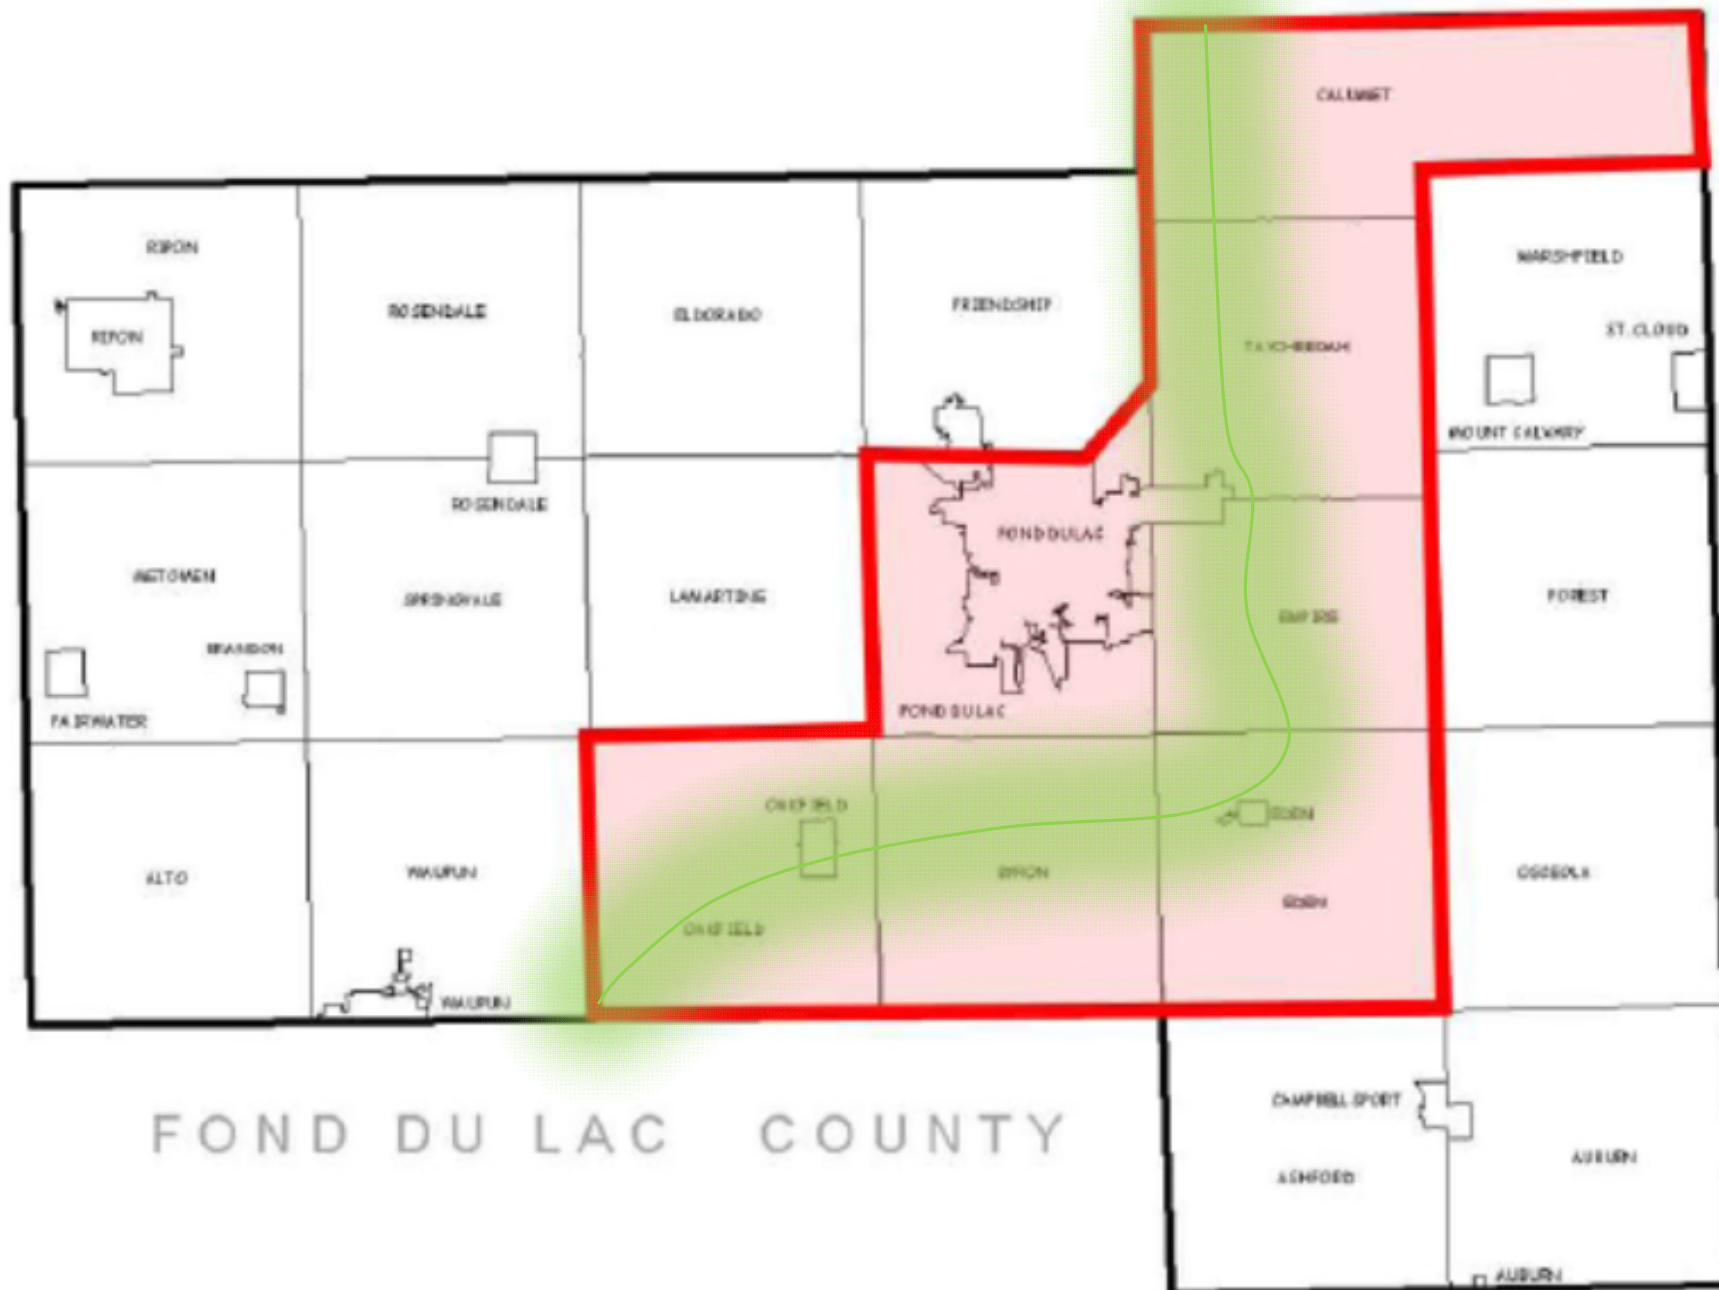 CALUMET
RIPON
MARSHFIELD
FRIENDSHIP
ROSENDALE
ELDORADO
RIPON
ST. CLOUD
TAYCHEEDAH
MOUNT CALVARY
ROSENDALE
FOND DU LAC
METOMEN
SPRINGVALE
LAMARTINE
FOREST
EMPIRE
BRANDON
FAIRWATER
FOND DU LAC
OAKFIELD
EDEN
ALTO
WAUPUN
BYRON
OSCEOLA
EDEN
OAKFIELD
WAUPUN
FOND DU LAC COUNTY
CAMPBELLSPORT
AUBURN
ASHFORD
AUBURN